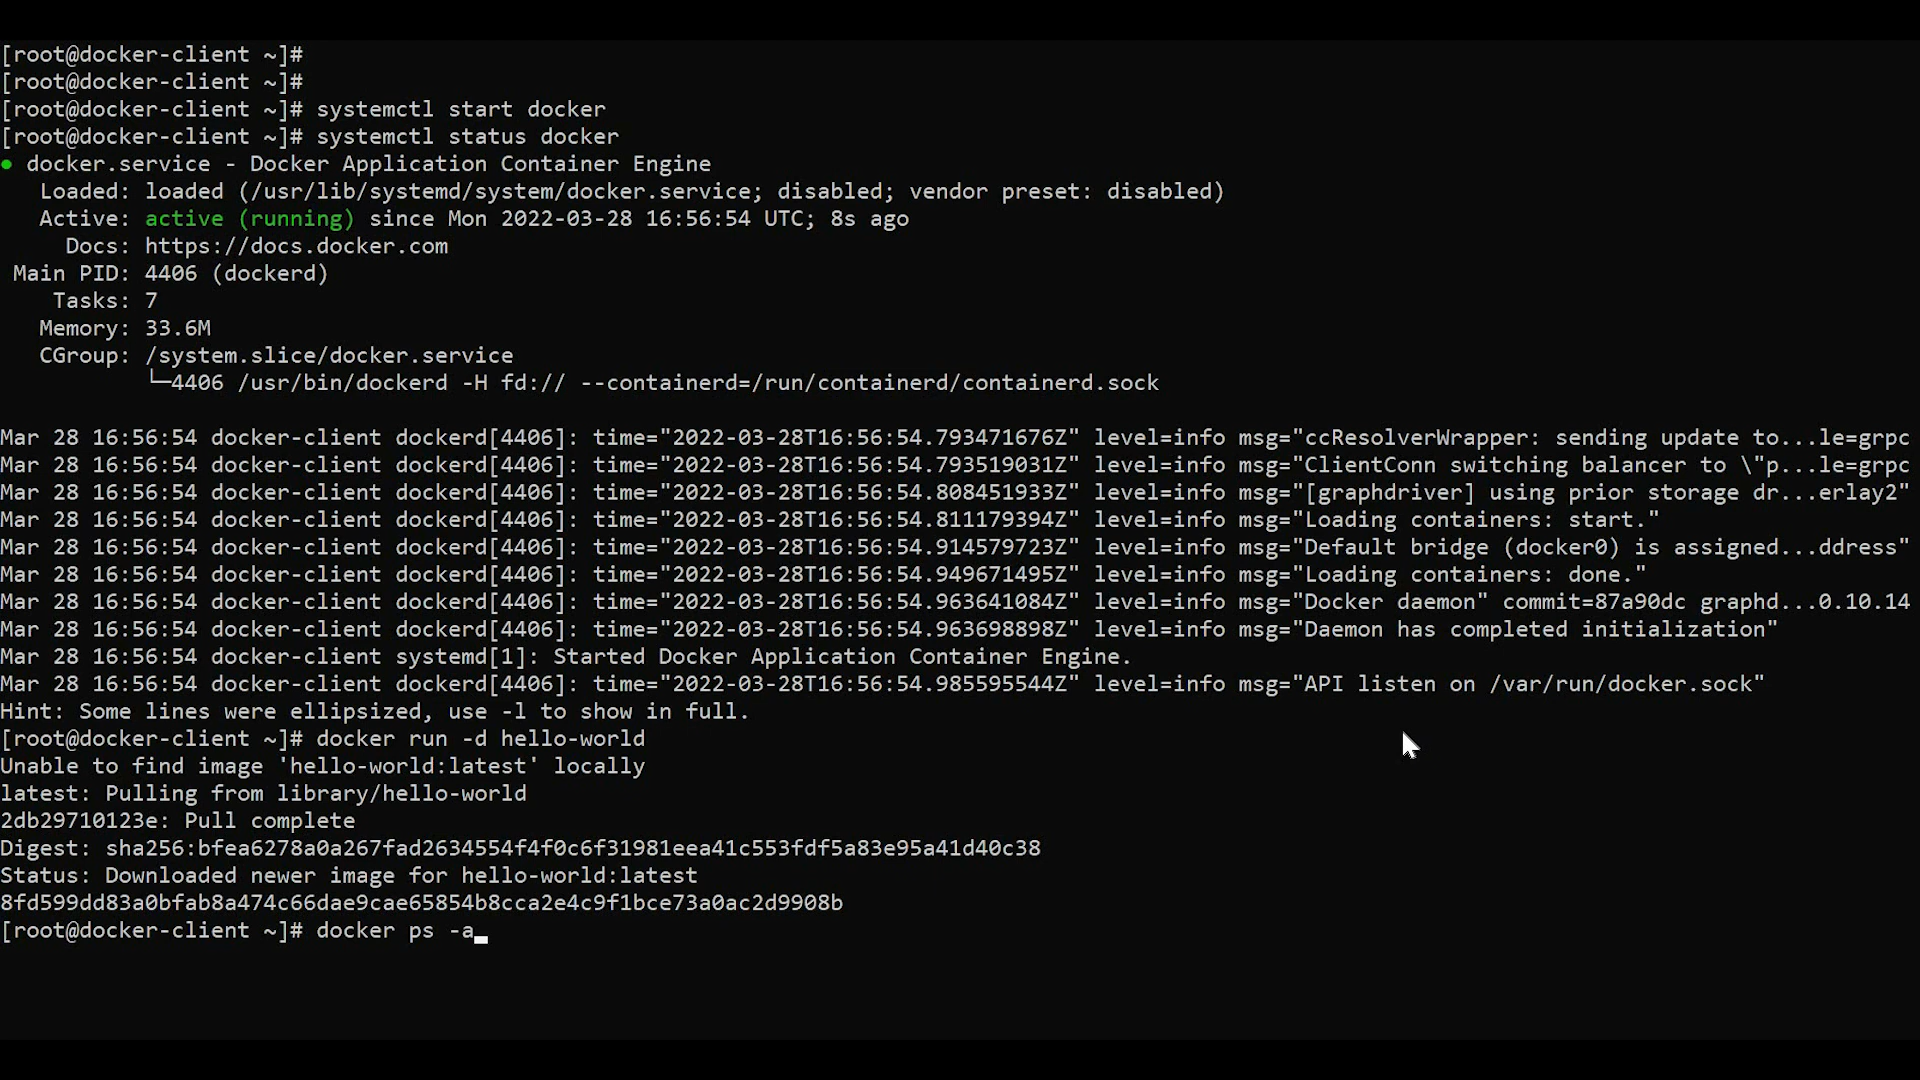 [root@docker-client ~]#
[root@docker-client ~]#
[root@docker-client ~]# systemctl start docker
[root@docker-client ~]# systemctl status docker
● docker.service - Docker Application Container Engine
   Loaded: loaded (/usr/lib/systemd/system/docker.service; disabled; vendor preset: disabled)
   Active: active (running) since Mon 2022-03-28 16:56:54 UTC; 8s ago
     Docs: https://docs.docker.com
 Main PID: 4406 (dockerd)
    Tasks: 7
   Memory: 33.6M
   CGroup: /system.slice/docker.service
           └─4406 /usr/bin/dockerd -H fd:// --containerd=/run/containerd/containerd.sock

Mar 28 16:56:54 docker-client dockerd[4406]: time="2022-03-28T16:56:54.793471676Z" level=info msg="ccResolverWrapper: sending update to...le=grpc
Mar 28 16:56:54 docker-client dockerd[4406]: time="2022-03-28T16:56:54.793519031Z" level=info msg="ClientConn switching balancer to \"p...le=grpc
Mar 28 16:56:54 docker-client dockerd[4406]: time="2022-03-28T16:56:54.808451933Z" level=info msg="[graphdriver] using prior storage dr...erlay2"
Mar 28 16:56:54 docker-client dockerd[4406]: time="2022-03-28T16:56:54.811179394Z" level=info msg="Loading containers: start."
Mar 28 16:56:54 docker-client dockerd[4406]: time="2022-03-28T16:56:54.914579723Z" level=info msg="Default bridge (docker0) is assigned...ddress"
Mar 28 16:56:54 docker-client dockerd[4406]: time="2022-03-28T16:56:54.949671495Z" level=info msg="Loading containers: done."
Mar 28 16:56:54 docker-client dockerd[4406]: time="2022-03-28T16:56:54.963641084Z" level=info msg="Docker daemon" commit=87a90dc graphd...0.10.14
Mar 28 16:56:54 docker-client dockerd[4406]: time="2022-03-28T16:56:54.963698898Z" level=info msg="Daemon has completed initialization"
Mar 28 16:56:54 docker-client systemd[1]: Started Docker Application Container Engine.
Mar 28 16:56:54 docker-client dockerd[4406]: time="2022-03-28T16:56:54.985595544Z" level=info msg="API listen on /var/run/docker.sock"
Hint: Some lines were ellipsized, use -l to show in full.
[root@docker-client ~]# docker run -d hello-world
Unable to find image 'hello-world:latest' locally
latest: Pulling from library/hello-world
2db29710123e: Pull complete
Digest: sha256:bfea6278a0a267fad2634554f4f0c6f31981eea41c553fdf5a83e95a41d40c38
Status: Downloaded newer image for hello-world:latest
8fd599dd83a0bfab8a474c66dae9cae65854b8cca2e4c9f1bce73a0ac2d9908b
[root@docker-client ~]# docker ps -a